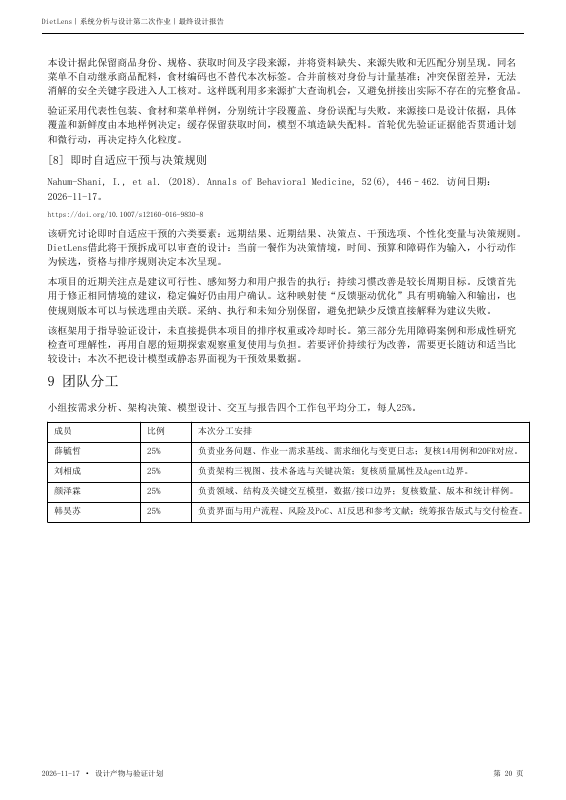 DietLens | 系统分析与设计第二次作业 | 最终设计报告
本设计据此保留商品身份、规格、获取时间及字段来源，并将资料缺失、来源失败和无匹配分别呈现。同名
菜单不自动继承商品配料，食材编码也不替代本次标签。合并前核对身份与计量基准；冲突保留差异，无法
消解的安全关键字段进入人工核对。这样既利用多来源扩大查询机会，又避免拼接出实际不存在的完整食品。
验证采用代表性包装、食材和菜单样例，分别统计字段覆盖、身份误配与失败。来源接口是设计依据，具体
覆盖和新鲜度由本地样例决定；缓存保留获取时间，模型不填造缺失配料。首轮优先验证证据能否贯通计划
和微行动，再决定持久化粒度。
[8] 即时自适应干预与决策规则
Nahum-Shani, I., et al. (2018). Annals of Behavioral Medicine, 52(6), 446–462. 访问日期：
2026-11-17。
https://doi.org/10.1007/s12160-016-9830-8
该研究讨论即时自适应干预的六类要素：远期结果、近期结果、决策点、干预选项、个性化变量与决策规则。
DietLens借此将干预拆成可以审查的设计：当前一餐作为决策情境，时间、预算和障碍作为输入，小行动作
为候选，资格与排序规则决定本次呈现。
本项目的近期关注点是建议可行性、感知努力和用户报告的执行；持续习惯改善是较长周期目标。反馈首先
用于修正相同情境的建议，稳定偏好仍由用户确认。这种映射使“反馈驱动优化”具有明确输入和输出，也
使规则版本可以与候选理由关联。采纳、执行和未知分别保留，避免把缺少反馈直接解释为建议失败。
该框架用于指导验证设计，未直接提供本项目的排序权重或冷却时长。第三部分先用障碍案例和形成性研究
检查可理解性，再用自愿的短期探索观察重复使用与负担。若要评价持续行为改善，需要更长随访和适当比
较设计；本次不把设计模型或静态界面视为干预效果数据。
9 团队分工
小组按需求分析、架构决策、模型设计、交互与报告四个工作包平均分工，每人25%。
成员 比例 本次分工安排
薛毓哲 25% 负责业务问题、作业一需求基线、需求细化与变更日志；复核14用例和20FR对应。
刘相成 25% 负责架构三视图、技术备选与关键决策；复核质量属性及Agent边界。
颜泽霖 25% 负责领域、结构及关键交互模型，数据/接口边界；复核数量、版本和统计样例。
韩昊苏 25% 负责界面与用户流程、风险及PoC、AI反思和参考文献；统筹报告版式与交付检查。
2026-11-17 • 设计产物与验证计划
第 20 页